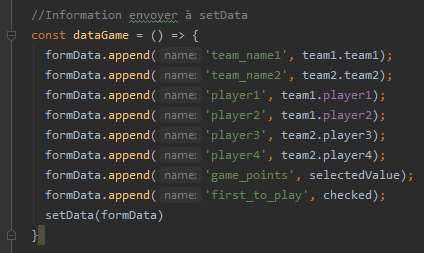 //Information envoyer à setData
const dataGame = () => {
formData.append( name: 'team_name1', team1.team1);
formData.append( name: 'team_name2', team2.team2);
formData.append( name: 'player1', team1.player1);
formData.append( name: 'player2', team1.player2);
formData.append( name: 'player3', team2.player3);
formData.append( name: 'player4', team2.player4);
formData.append( name: 'game_points', selectedValue);
formData.append( name: 'first_to_play', checked);
setData(formData)
}